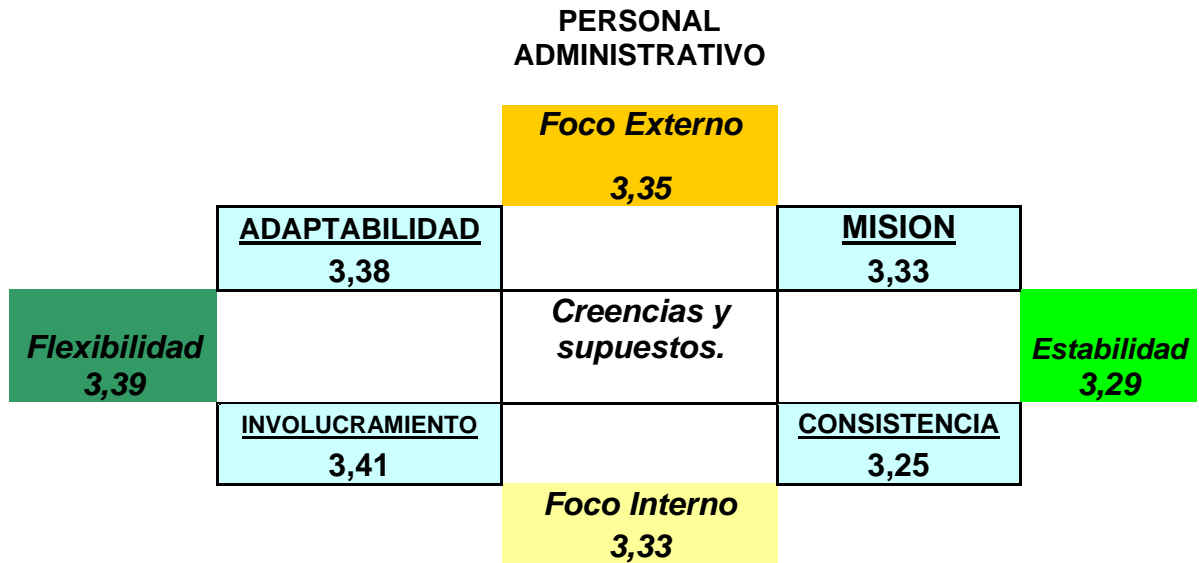 PERSONAL
ADMINISTRATIVO
Foco Externo
3,35
ADAPTABILIDAD
3,38
MISION
3,33
Flexibilidad
3,39
Creencias y
supuestos.
Estabilidad
3,29
INVOLUCRAMIENTO
3,41
CONSISTENCIA
3,25
Foco Interno
3,33